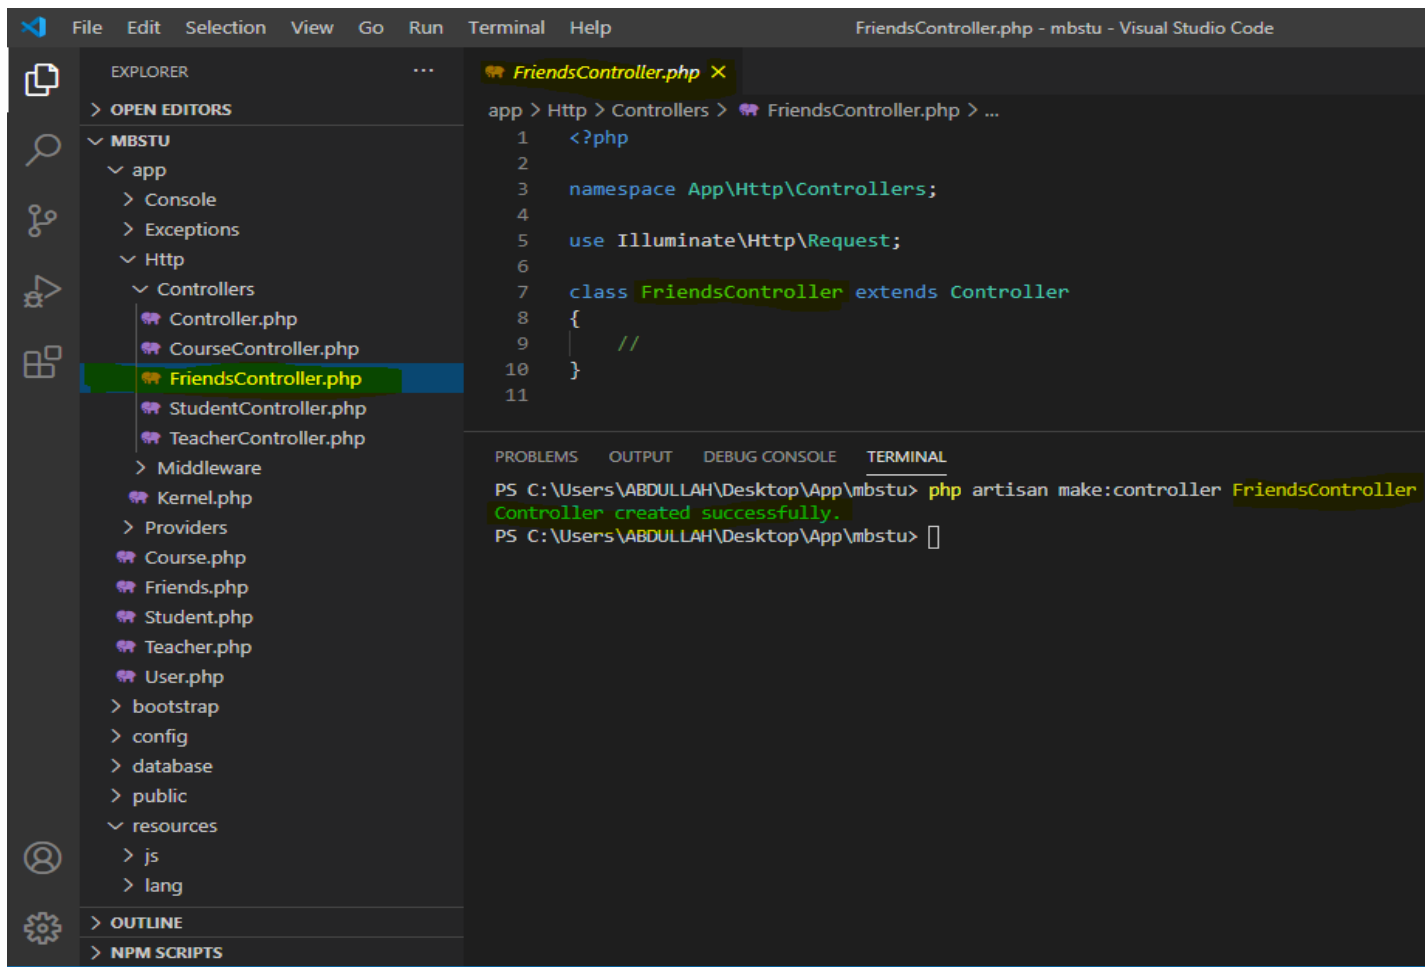 File Edit Selection View Go Run Terminal Help FriendsController.php - mbstu - Visual Studio Code
EXPLORER ...
> OPEN EDITORS
MBSTU
app
> Console
> Exceptions
Http
Controllers
Controller.php
CourseController.php
FriendsController.php
StudentController.php
TeacherController.php
> Middleware
Kernel.php
> Providers
Course.php
Friends.php
Student.php
Teacher.php
User.php
> bootstrap
> config
> database
> public
resources
> js
> lang
> OUTLINE
> NPM SCRIPTS
FriendsController.php ×
app > Http > Controllers > FriendsController.php > ...
1 <?php
2
3 namespace App\Http\Controllers;
4
5 use Illuminate\Http\Request;
6
7 class FriendsController extends Controller
8 {
9 //
10 }
11
PROBLEMS OUTPUT DEBUG CONSOLE TERMINAL
PS C:\Users\ABDULLAH\Desktop\App\mbstu> php artisan make:controller FriendsController
Controller created successfully.
PS C:\Users\ABDULLAH\Desktop\App\mbstu>